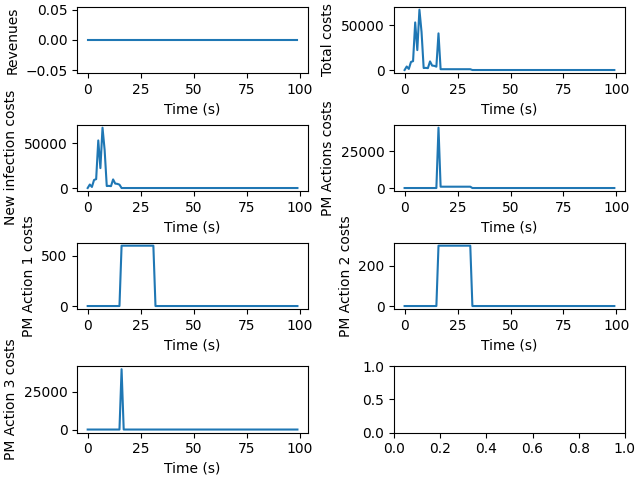 Revenues
0.05
0.00
−0.05
0 25 50 75 100
Time (s)
Total costs
50000
0
0 25 50 75 100
Time (s)
New infection costs
50000
0
0 25 50 75 100
Time (s)
PM Actions costs
25000
0
0 25 50 75 100
Time (s)
PM Action 1 costs
500
0
0 25 50 75 100
Time (s)
PM Action 2 costs
200
0
0 25 50 75 100
Time (s)
PM Action 3 costs
25000
0
0 25 50 75 100
Time (s)
1.0
0.5
0.0
0.0 0.2 0.4 0.6 0.8 1.0